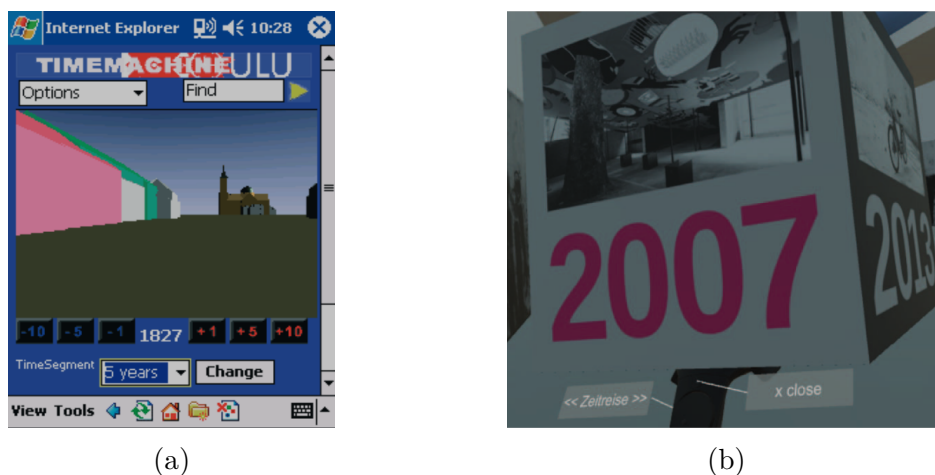 Internet Explorer 10:28
TIMEMACHINE OULU
Options Find
-10 -5 -1 1827 +1 +5 +10
TimeSegment 5 years Change
View Tools
(a)
2007
2013
<< Zeitreise >> x close
(b)